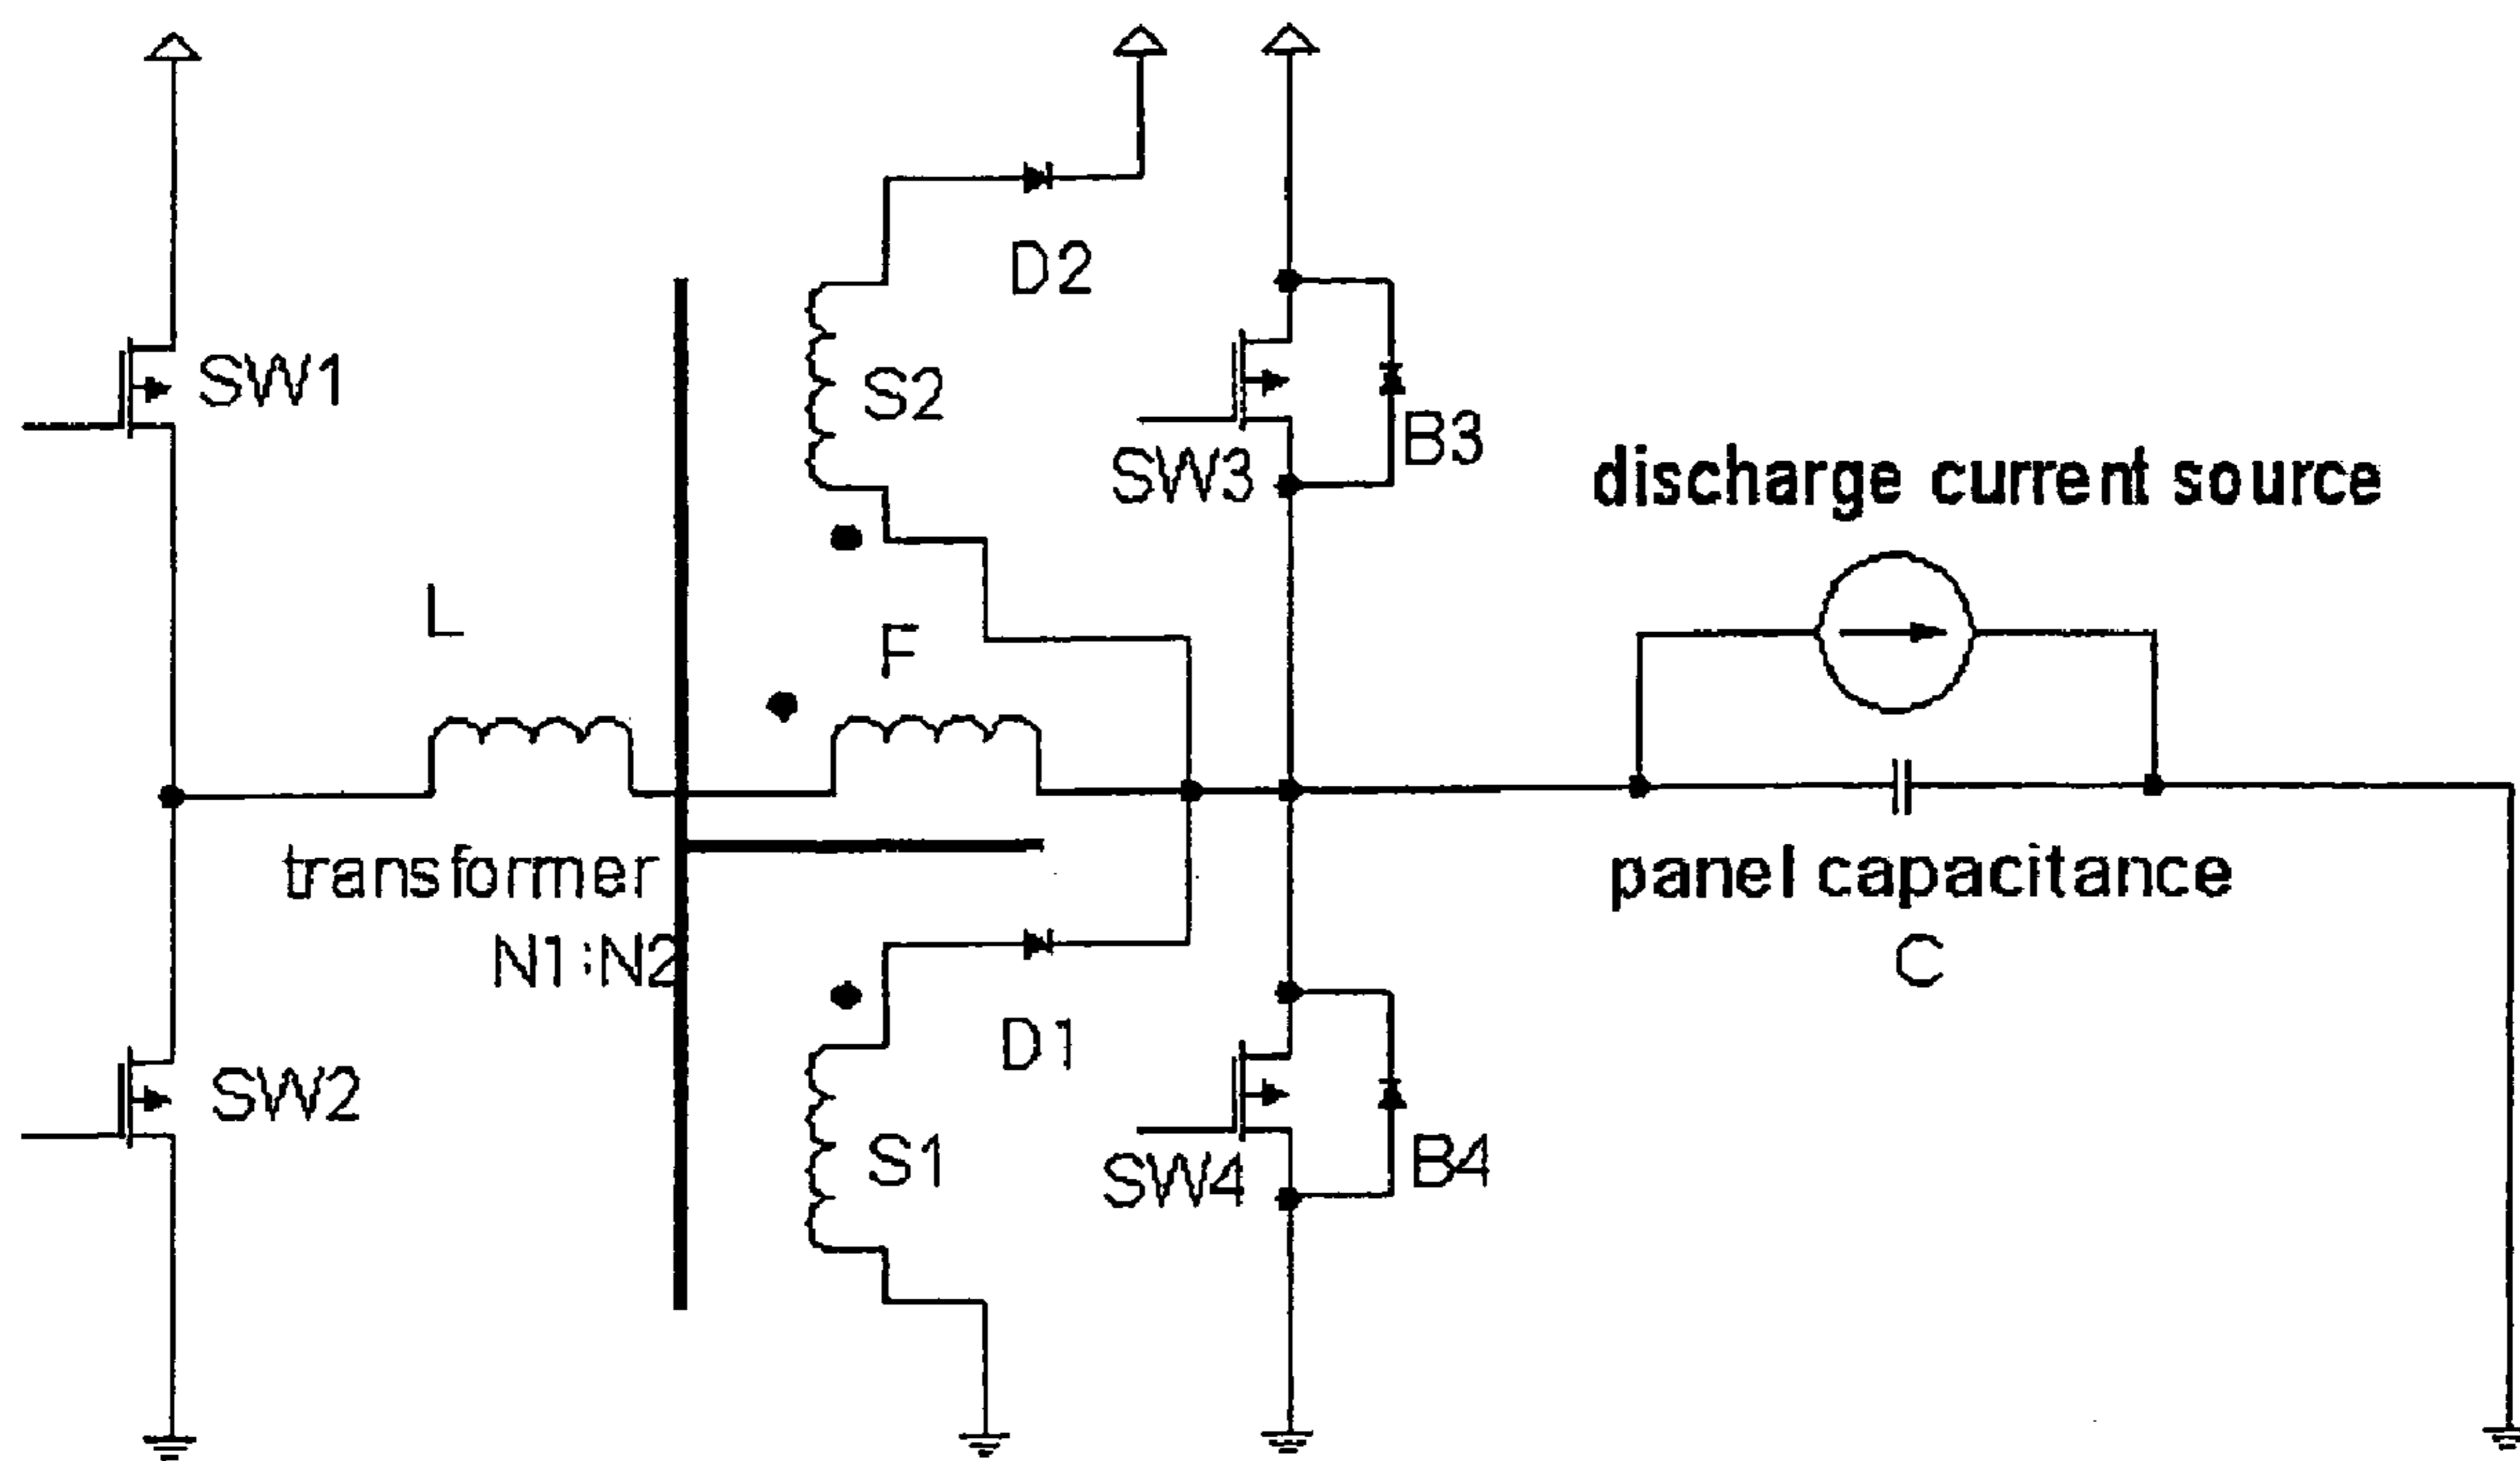 D2
SW1
S2
B3
SW3
discharge current source
L
F
transformer
panel capacitance
N1:N2
C
D1
SW2
S1
B4
SW4